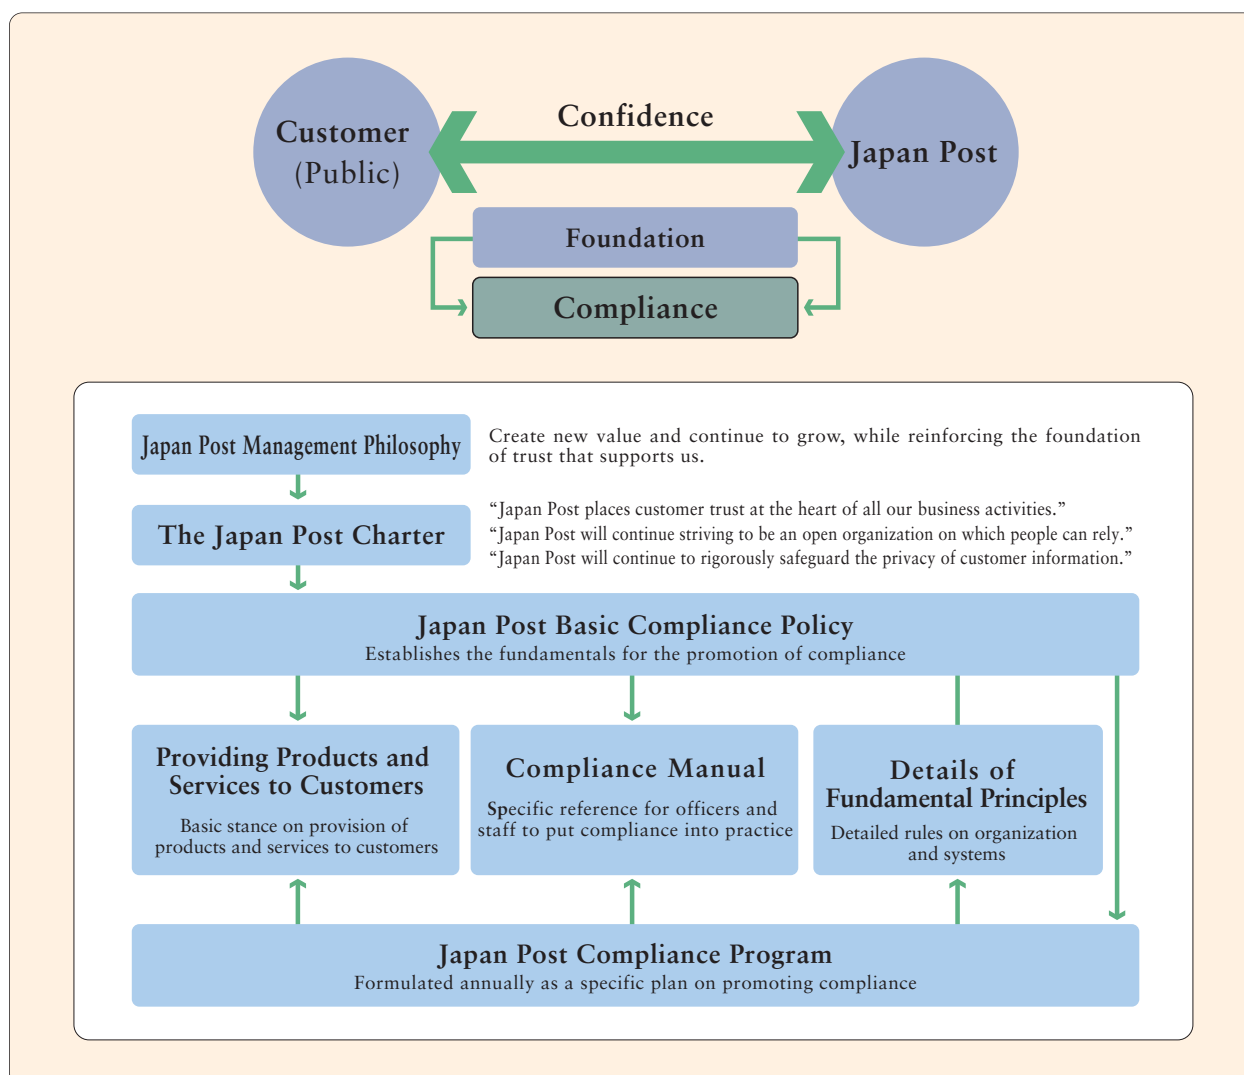 Confidence
Customer
(Public)
Japan Post
Foundation
Compliance
Japan Post Management Philosophy
Create new value and continue to grow, while reinforcing the foundation
of trust that supports us.
The Japan Post Charter
“Japan Post places customer trust at the heart of all our business activities.”
“Japan Post will continue striving to be an open organization on which people can rely.”
“Japan Post will continue to rigorously safeguard the privacy of customer information.”
Japan Post Basic Compliance Policy
Establishes the fundamentals for the promotion of compliance
Providing Products and
Services to Customers
Basic stance on provision of
products and services to customers
Compliance Manual
Specific reference for officers and
staff to put compliance into practice
Details of
Fundamental Principles
Detailed rules on organization
and systems
Japan Post Compliance Program
Formulated annually as a specific plan on promoting compliance